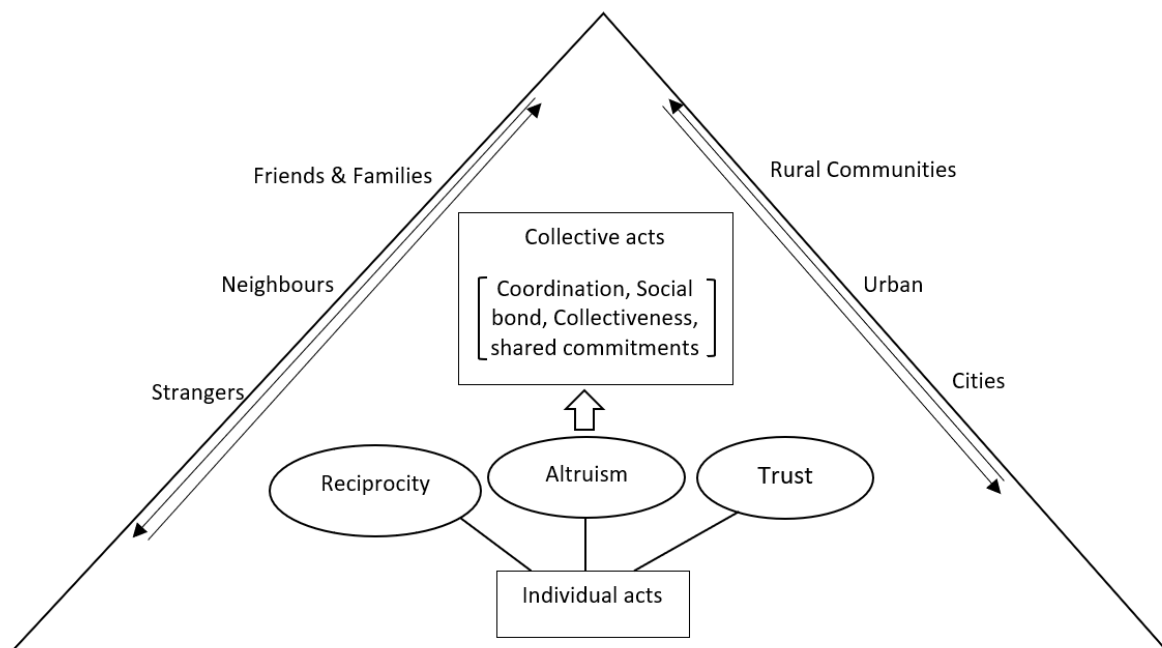 Friends & Families
Rural Communities
Collective acts
Neighbours
Urban
Coordination, Social
bond, Collectiveness,
shared commitments
Strangers
Cities
Reciprocity
Altruism
Trust
Individual acts